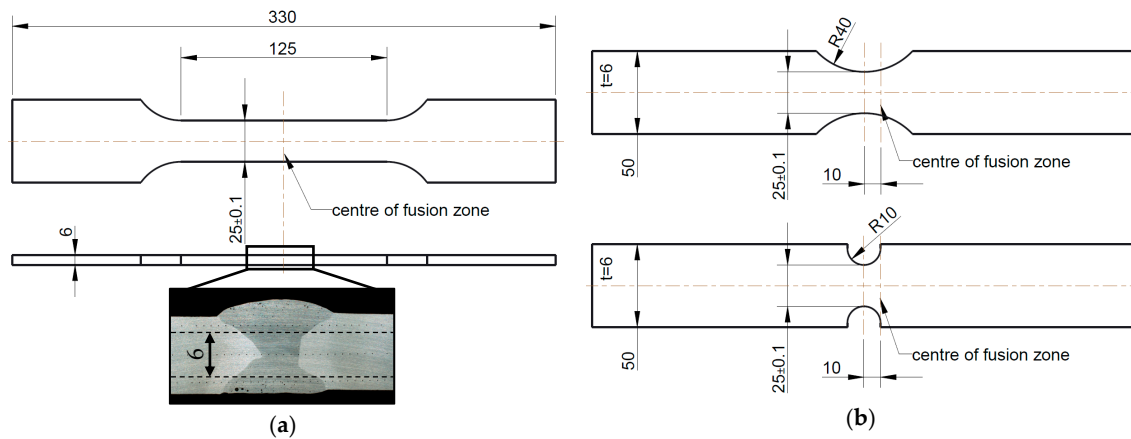 330
125
25±0.1
centre of fusion zone
6
6
(a)
R40
t=6
50
25±0.1
10
centre of fusion zone
R10
t=6
50
25±0.1
10
centre of fusion zone
(b)